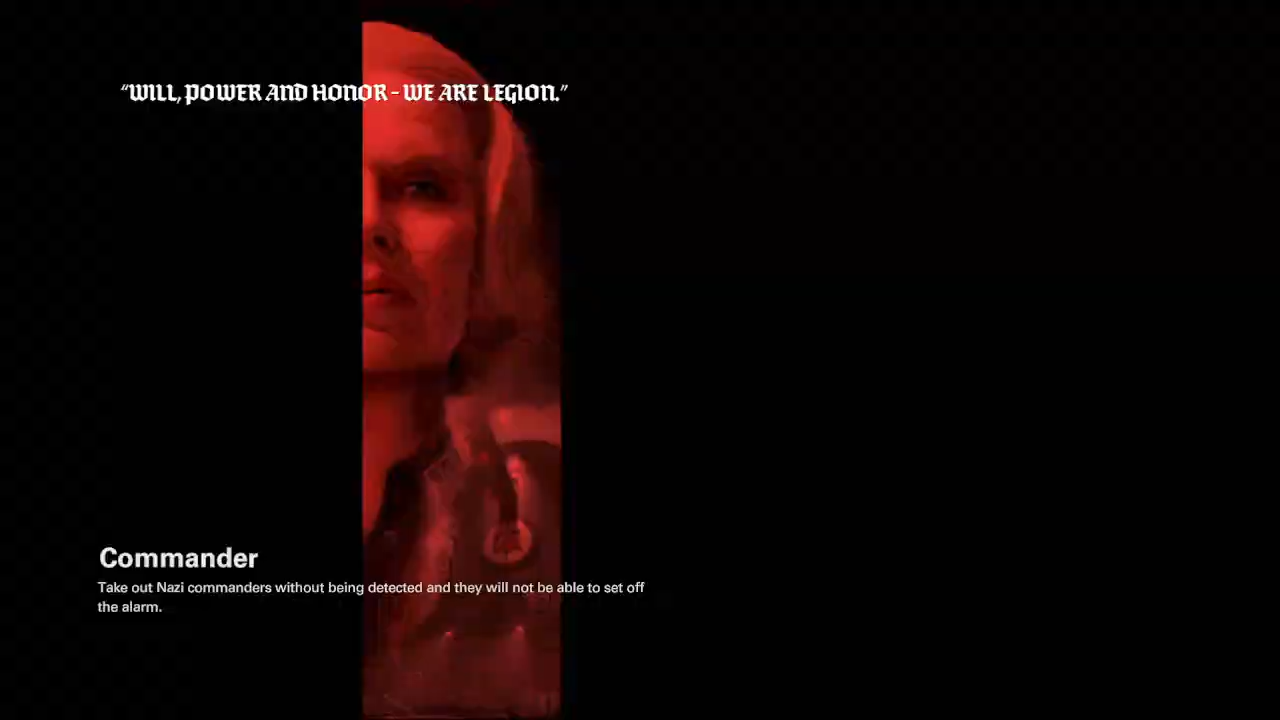 “WILL, POWER AND HONOR – WE ARE LEGION.”
Commander
Take out Nazi commanders without being detected and they will not be able to set off
the alarm.